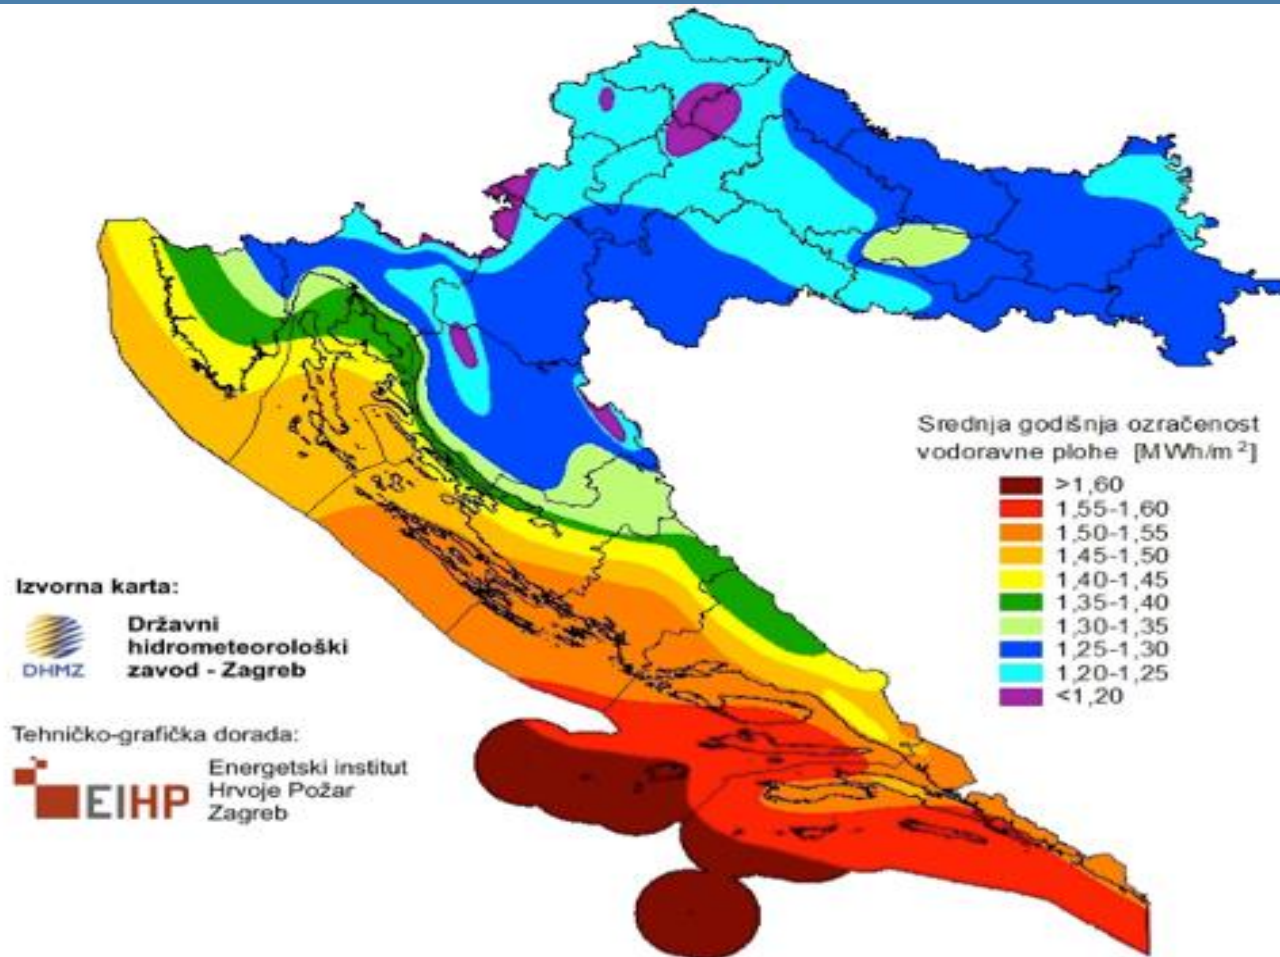 Srednja godišnja ozračenost
vodoravne plohe [MWh/m²]
>1,60
1,55-1,60
1,50-1,55
1,45-1,50
1,40-1,45
1,35-1,40
1,30-1,35
1,25-1,30
1,20-1,25
<1,20
Izvorna karta:
DHMZ
Državni
hidrometeorološki
zavod - Zagreb
Tehničko-grafička dorada:
EIHP
Energetski institut
Hrvoje Požar
Zagreb